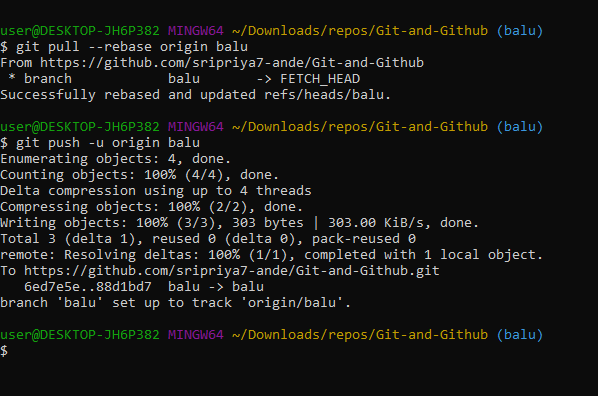 user@DESKTOP-JH6P382 MINGW64 ~/Downloads/repos/Git-and-Github (balu)
$ git pull --rebase origin balu
From https://github.com/sripriya7-ande/Git-and-Github
 * branch            balu       -> FETCH_HEAD
Successfully rebased and updated refs/heads/balu.
user@DESKTOP-JH6P382 MINGW64 ~/Downloads/repos/Git-and-Github (balu)
$ git push -u origin balu
Enumerating objects: 4, done.
Counting objects: 100% (4/4), done.
Delta compression using up to 4 threads
Compressing objects: 100% (2/2), done.
Writing objects: 100% (3/3), 303 bytes | 303.00 KiB/s, done.
Total 3 (delta 1), reused 0 (delta 0), pack-reused 0
remote: Resolving deltas: 100% (1/1), completed with 1 local object.
To https://github.com/sripriya7-ande/Git-and-Github.git
   6ed7e5e..88d1bd7  balu -> balu
branch 'balu' set up to track 'origin/balu'.
user@DESKTOP-JH6P382 MINGW64 ~/Downloads/repos/Git-and-Github (balu)
$